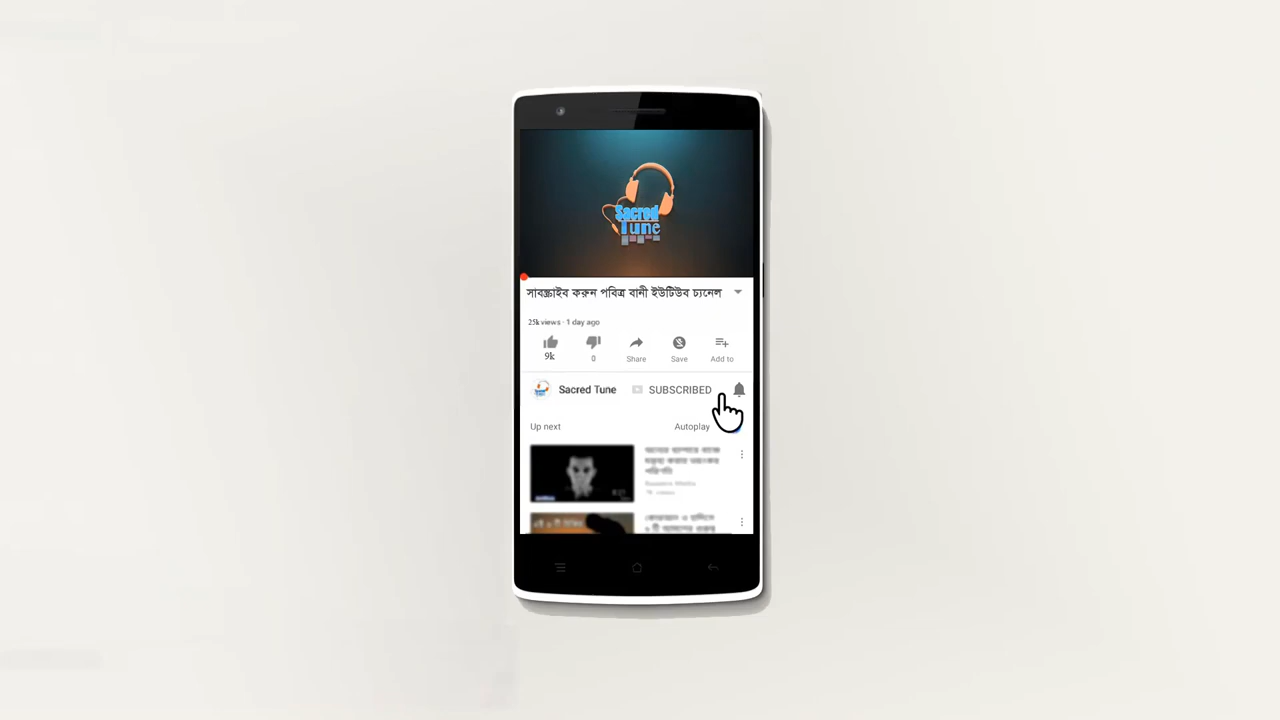 Sacred
Tune
সাবস্ক্রাইব করুন পবিত্র বানী ইউটিউব চ্যানেল
25k views · 1 day ago
9k
0
Share
Save
Add to
Sacred Tune
SUBSCRIBED
Up next
Autoplay